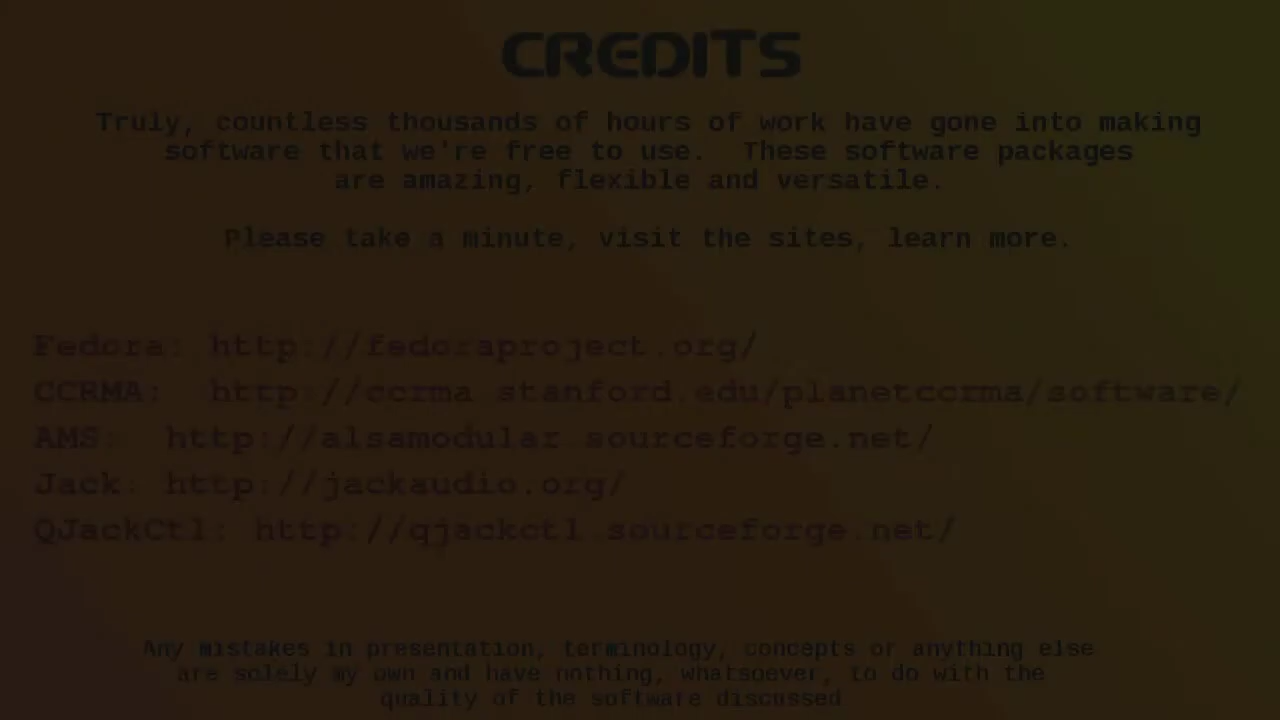 CREDITS
Truly, countless thousands of hours of work have gone into making
software that we're free to use.  These software packages
are amazing, flexible and versatile.
Please take a minute, visit the sites, learn more.
Fedora: http://fedoraproject.org/
CCRMA:  http://ccrma.stanford.edu/planetccrma/software/
AMS:  http://alsamodular.sourceforge.net/
Jack: http://jackaudio.org/
QJackCtl: http://qjackctl.sourceforge.net/
Any mistakes in presentation, terminology, concepts or anything else
are solely my own and have nothing, whatsoever, to do with the
quality of the software discussed